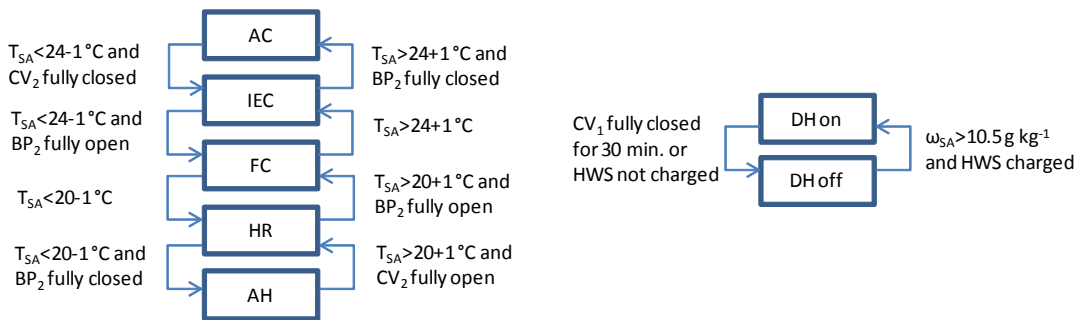 AC
T_SA<24-1°C and
CV_2 fully closed
T_SA>24+1°C and
BP_2 fully closed
IEC
T_SA<24-1°C and
BP_2 fully open
T_SA>24+1°C
FC
T_SA<20-1°C
T_SA>20+1°C and
BP_2 fully open
HR
T_SA<20-1°C and
BP_2 fully closed
T_SA>20+1°C and
CV_2 fully open
AH
CV_1 fully closed
for 30 min. or
HWS not charged
DH on
DH off
ω_SA>10.5 g kg^-1
and HWS charged